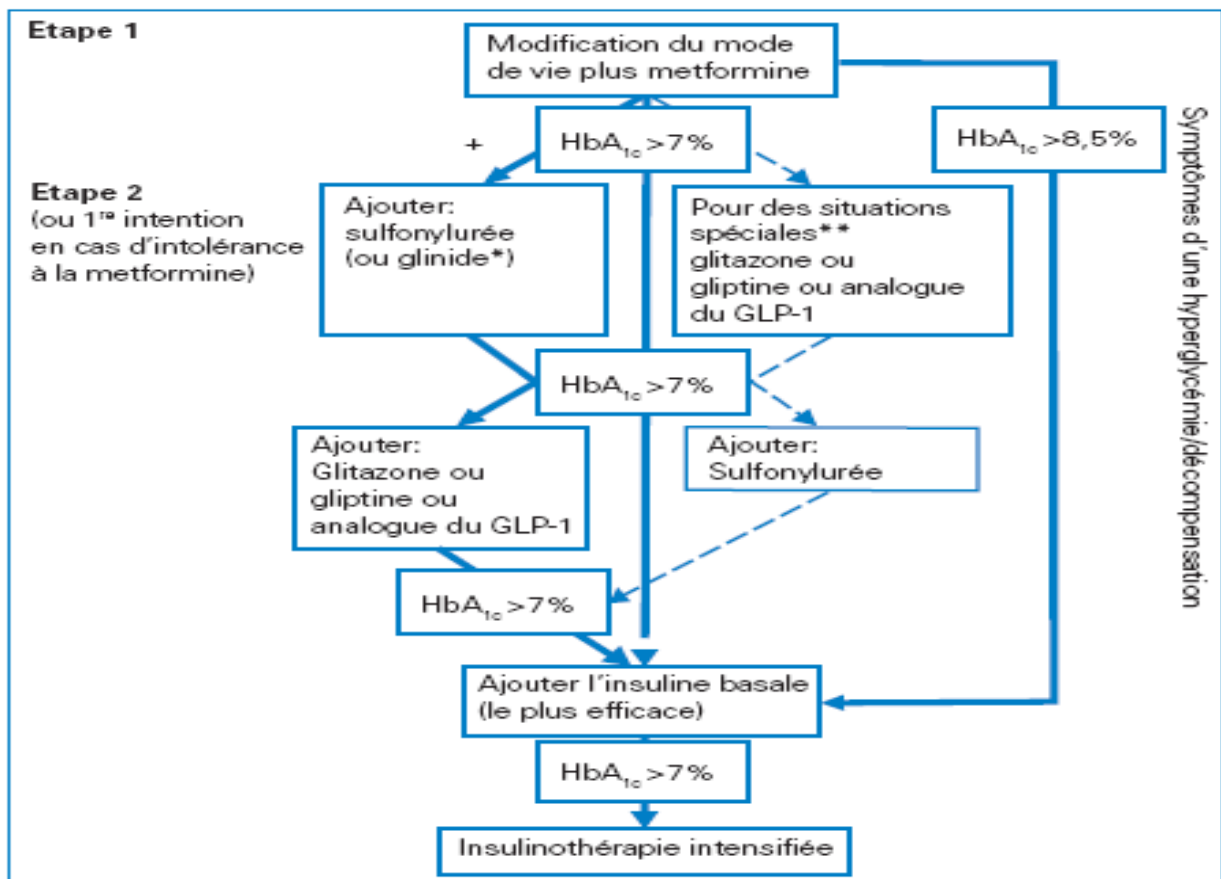 Etape 1
Modification du mode
de vie plus metformine
+
HbA1c>7%
HbA1c>8,5%
Symptômes d'une hyperglycémie/décompensation
Etape 2
(ou 1re intention
en cas d'intolérance
à la metformine)
Ajouter:
sulfonylurée
(ou glinide*)
Pour des situations
spéciales**
glitazone ou
gliptine ou analogue
du GLP-1
HbA1c>7%
Ajouter:
Glitazone ou
gliptine ou
analogue du GLP-1
Ajouter:
Sulfonylurée
HbA1c>7%
Ajouter l'insuline basale
(le plus efficace)
HbA1c>7%
Insulinothérapie intensifiée